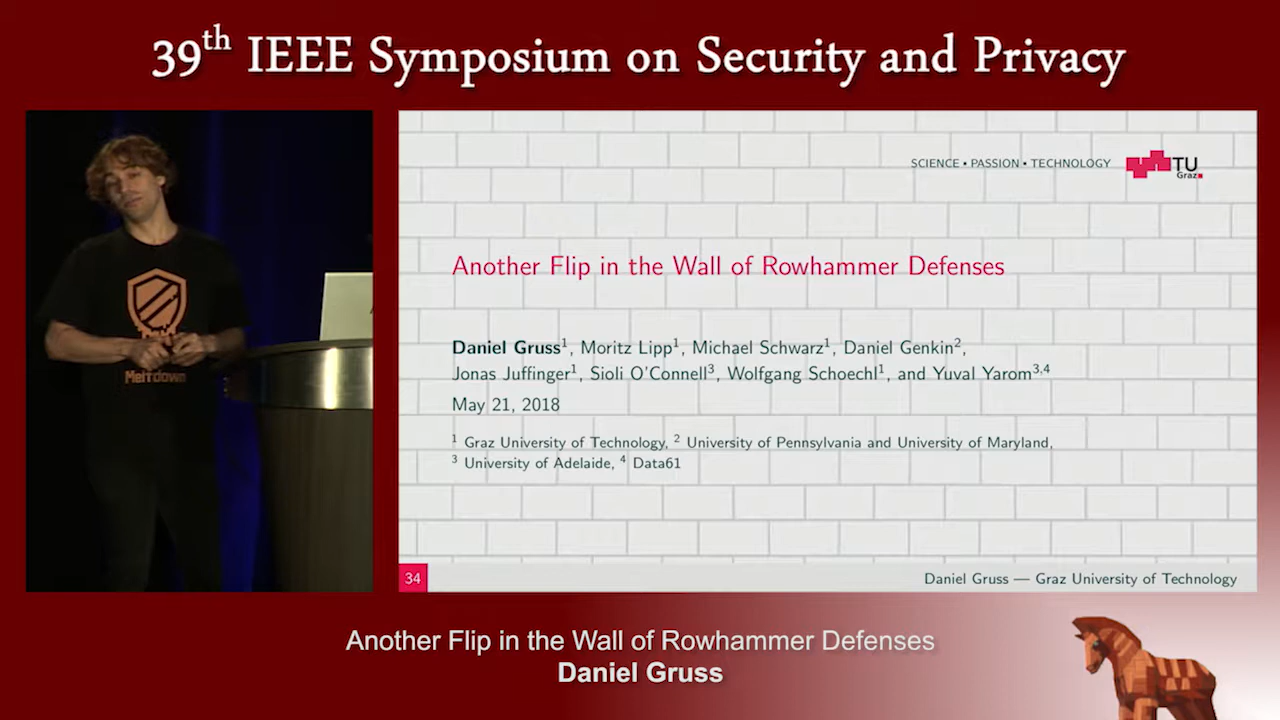 39th IEEE Symposium on Security and Privacy
Meltdown
SCIENCE ▪ PASSION ▪ TECHNOLOGY
TU
Graz
Another Flip in the Wall of Rowhammer Defenses
Daniel Gruss1, Moritz Lipp1, Michael Schwarz1, Daniel Genkin2,
Jonas Juffinger1, Sioli O'Connell3, Wolfgang Schoechl1, and Yuval Yarom3,4
May 21, 2018
1 Graz University of Technology, 2 University of Pennsylvania and University of Maryland,
3 University of Adelaide, 4 Data61
34
Daniel Gruss — Graz University of Technology
Another Flip in the Wall of Rowhammer Defenses
Daniel Gruss